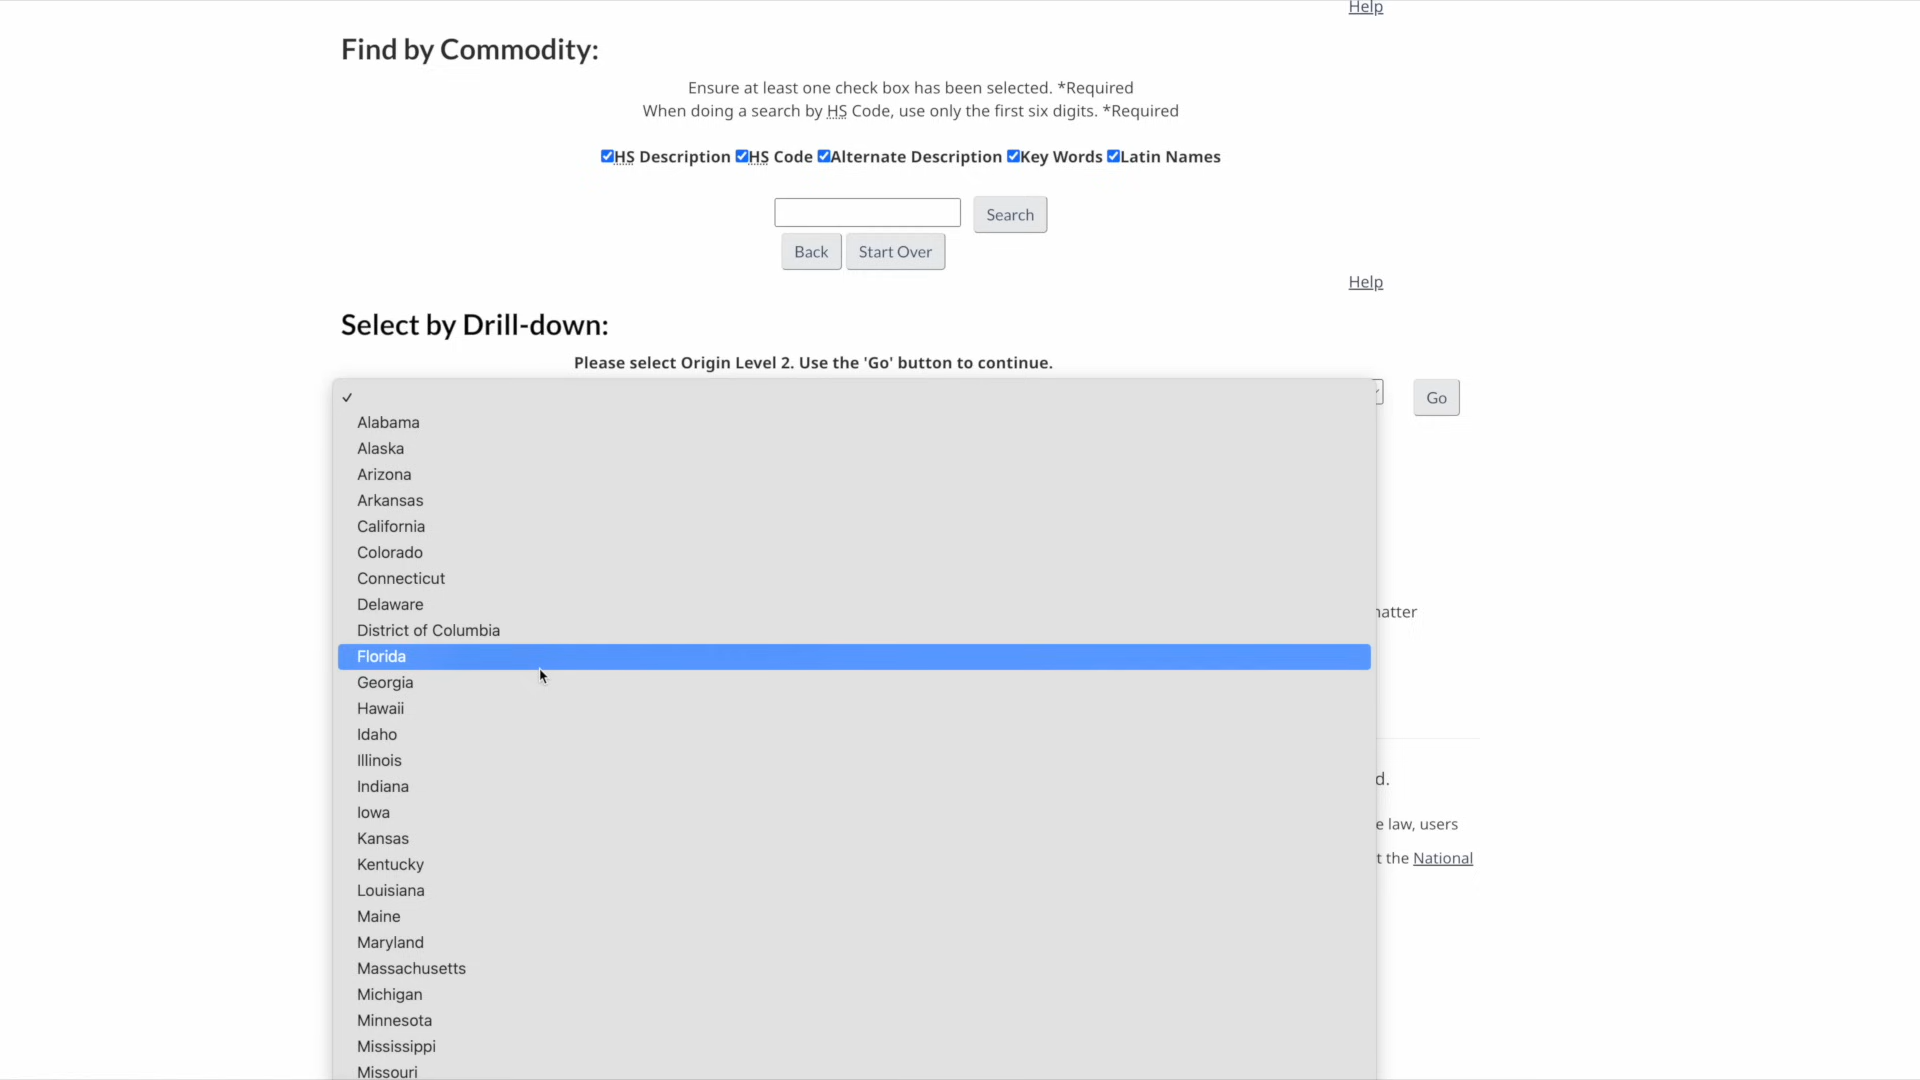 Help
Find by Commodity:
Ensure at least one check box has been selected. *Required
When doing a search by HS Code, use only the first six digits. *Required
HS Description HS Code Alternate Description Key Words Latin Names
Search
Back Start Over
Help
Select by Drill-down:
Please select Origin Level 2. Use the 'Go' button to continue.
Go
Alabama
Alaska
Arizona
Arkansas
California
Colorado
Connecticut
Delaware
District of Columbia
Florida
Georgia
Hawaii
Idaho
Illinois
Indiana
Iowa
Kansas
Kentucky
Louisiana
Maine
Maryland
Massachusetts
Michigan
Minnesota
Mississippi
Missouri
law, users
the National